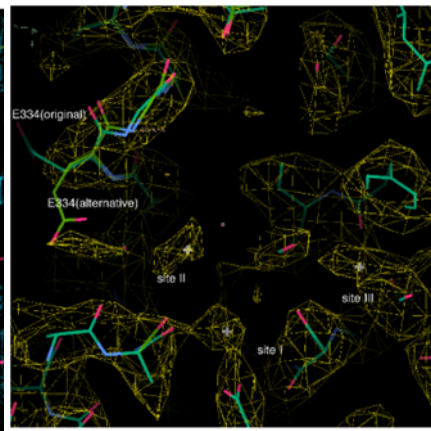 E334(original)
E334(alternative)
site II
site III
site I